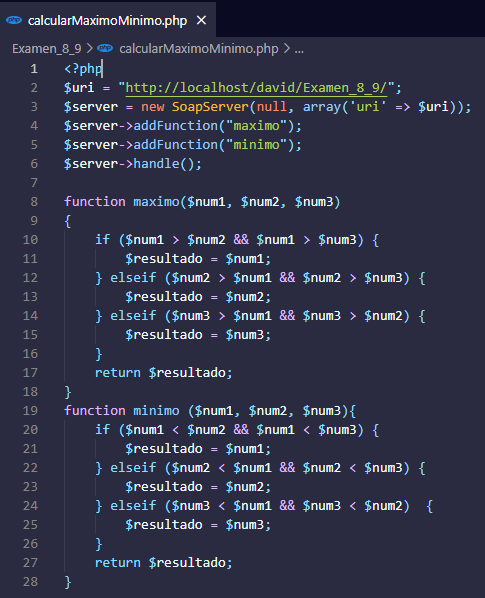 calcularMaximoMinimo.php ×
Examen_8_9 > calcularMaximoMinimo.php > ...
1 <?php
2 $uri = "http://localhost/david/Examen_8_9/";
3 $server = new SoapServer(null, array('uri' => $uri));
4 $server->addFunction("maximo");
5 $server->addFunction("minimo");
6 $server->handle();
7
8 function maximo($num1, $num2, $num3)
9 {
10     if ($num1 > $num2 && $num1 > $num3) {
11         $resultado = $num1;
12     } elseif ($num2 > $num1 && $num2 > $num3) {
13         $resultado = $num2;
14     } elseif ($num3 > $num1 && $num3 > $num2) {
15         $resultado = $num3;
16     }
17     return $resultado;
18 }
19 function minimo ($num1, $num2, $num3){
20     if ($num1 < $num2 && $num1 < $num3) {
21         $resultado = $num1;
22     } elseif ($num2 < $num1 && $num2 < $num3) {
23         $resultado = $num2;
24     } elseif ($num3 < $num1 && $num3 < $num2)  {
25         $resultado = $num3;
26     }
27     return $resultado;
28 }